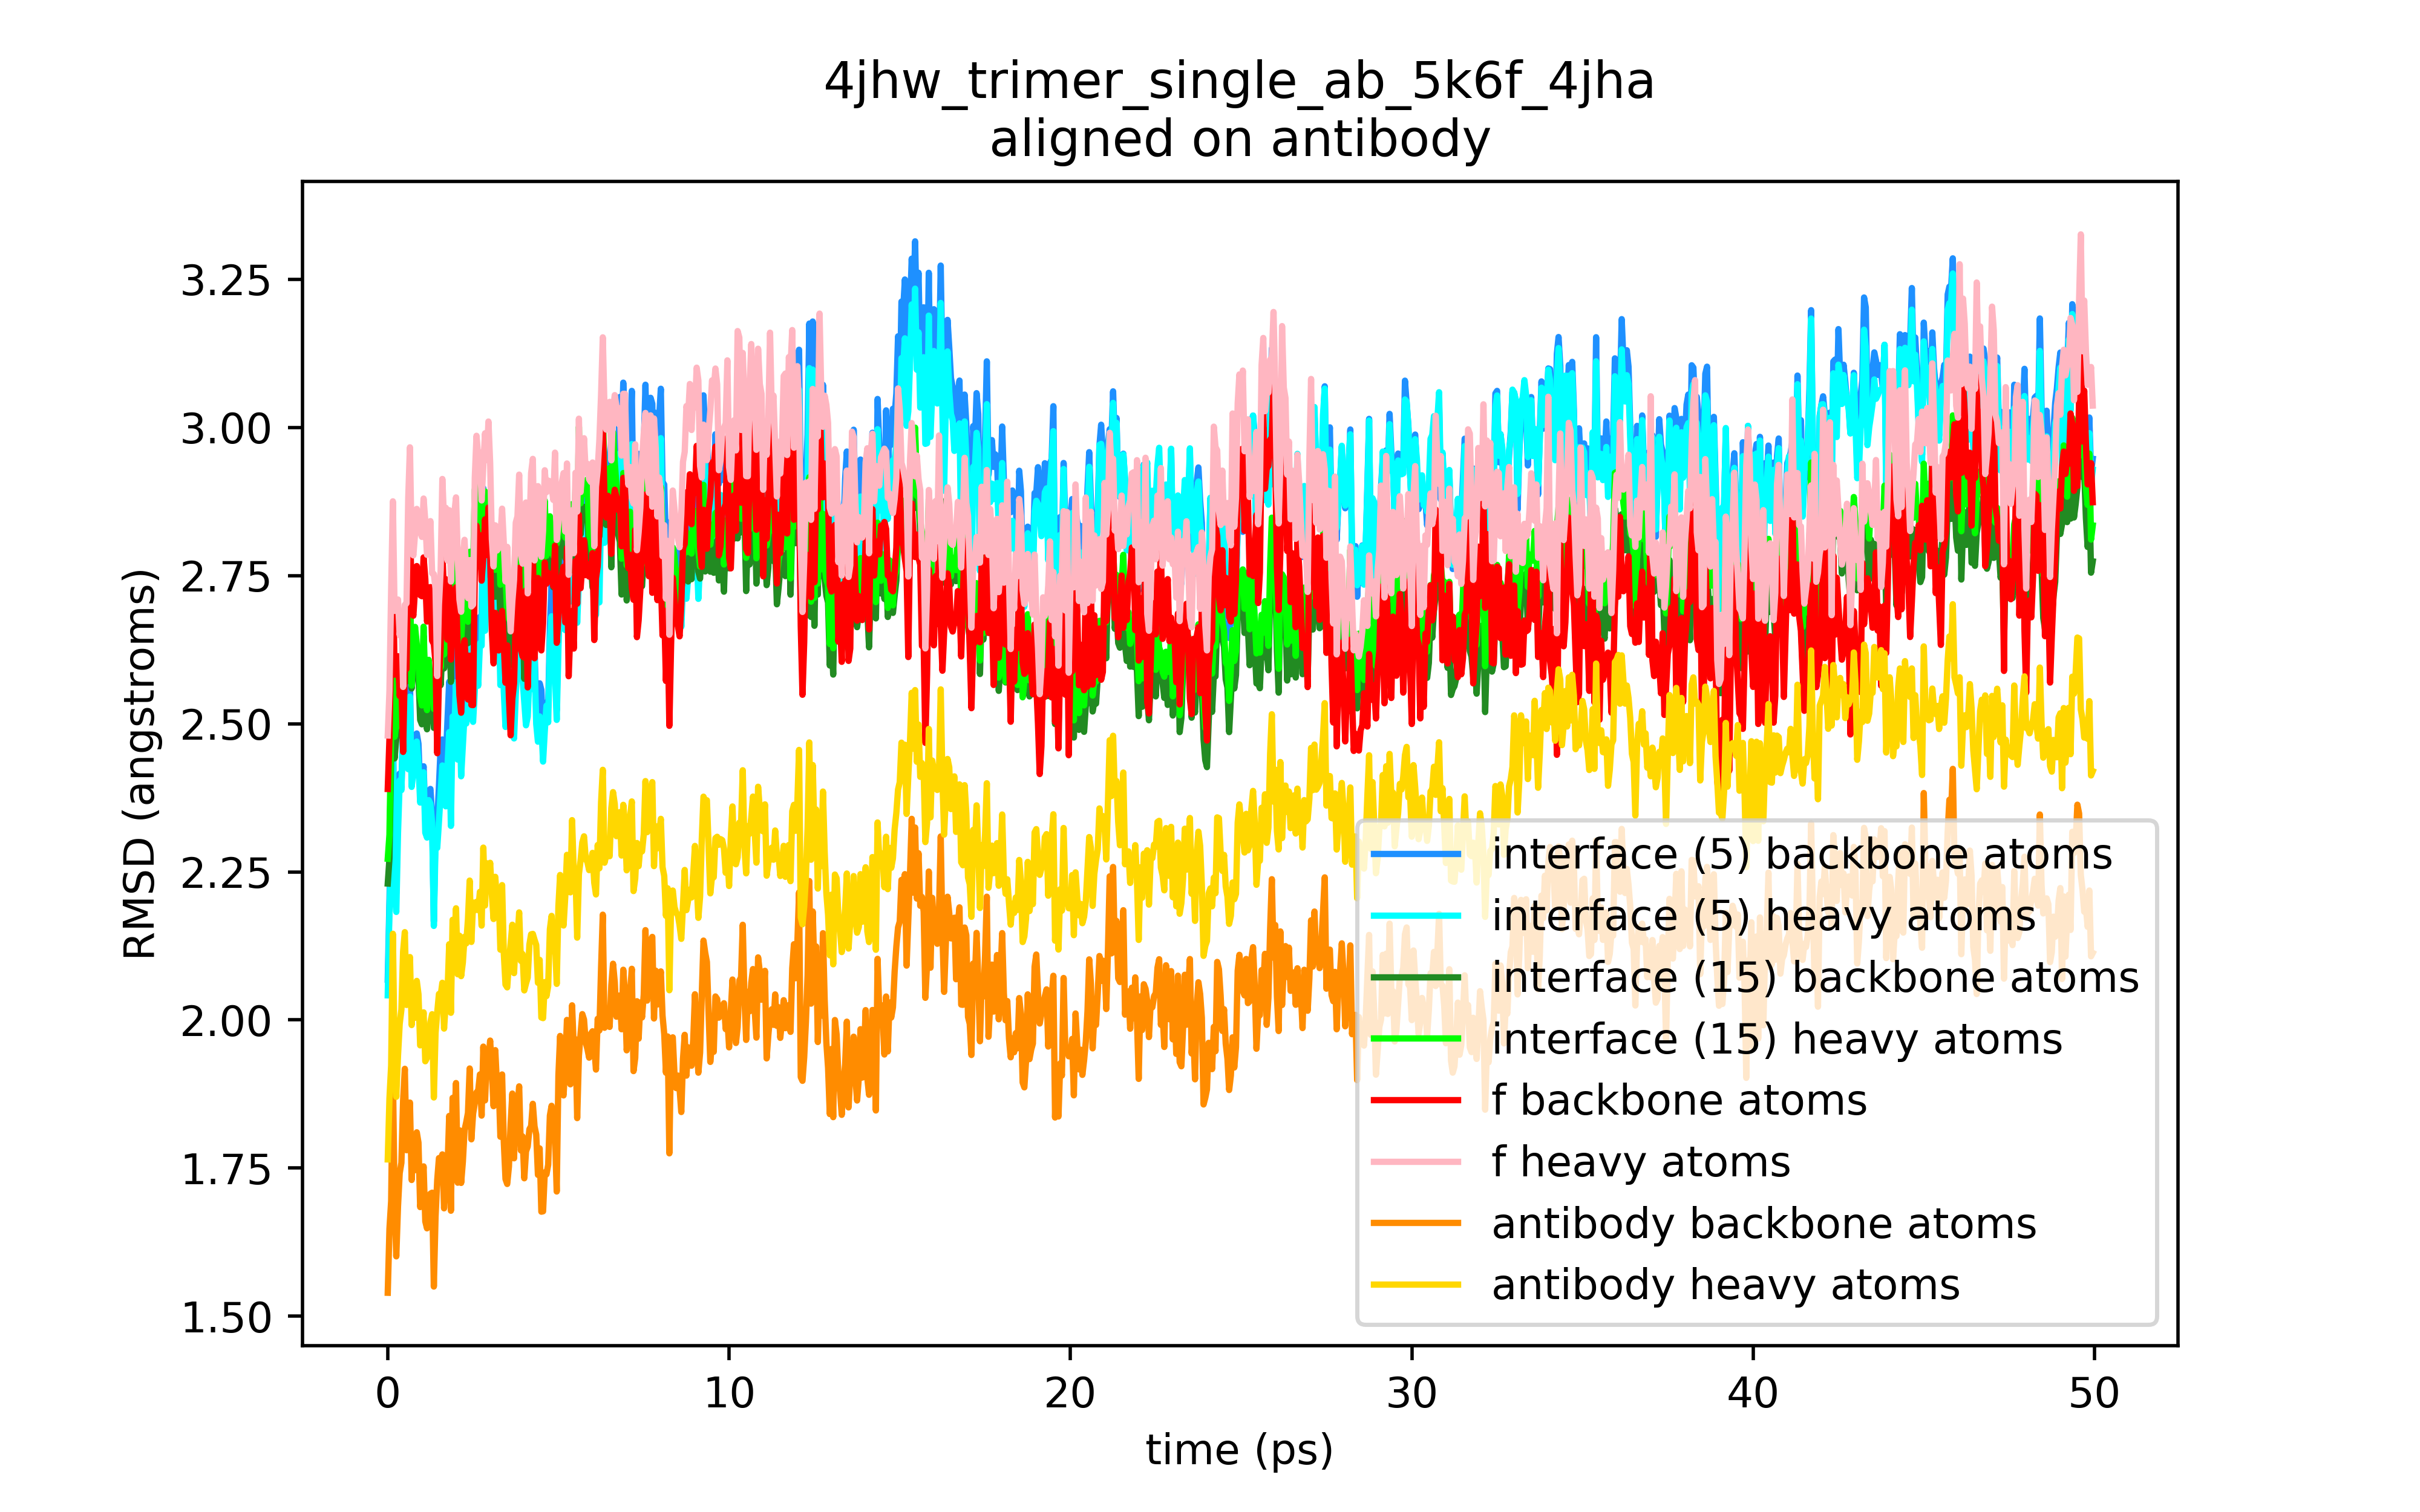 4jhw_trimer_single_ab_5k6f_4jha
aligned on antibody
RMSD (angstroms)
3.25
3.00
2.75
2.50
2.25
2.00
1.75
1.50
interface (5) backbone atoms
interface (5) heavy atoms
interface (15) backbone atoms
interface (15) heavy atoms
f backbone atoms
f heavy atoms
antibody backbone atoms
antibody heavy atoms
0 10 20 30 40 50
time (ps)